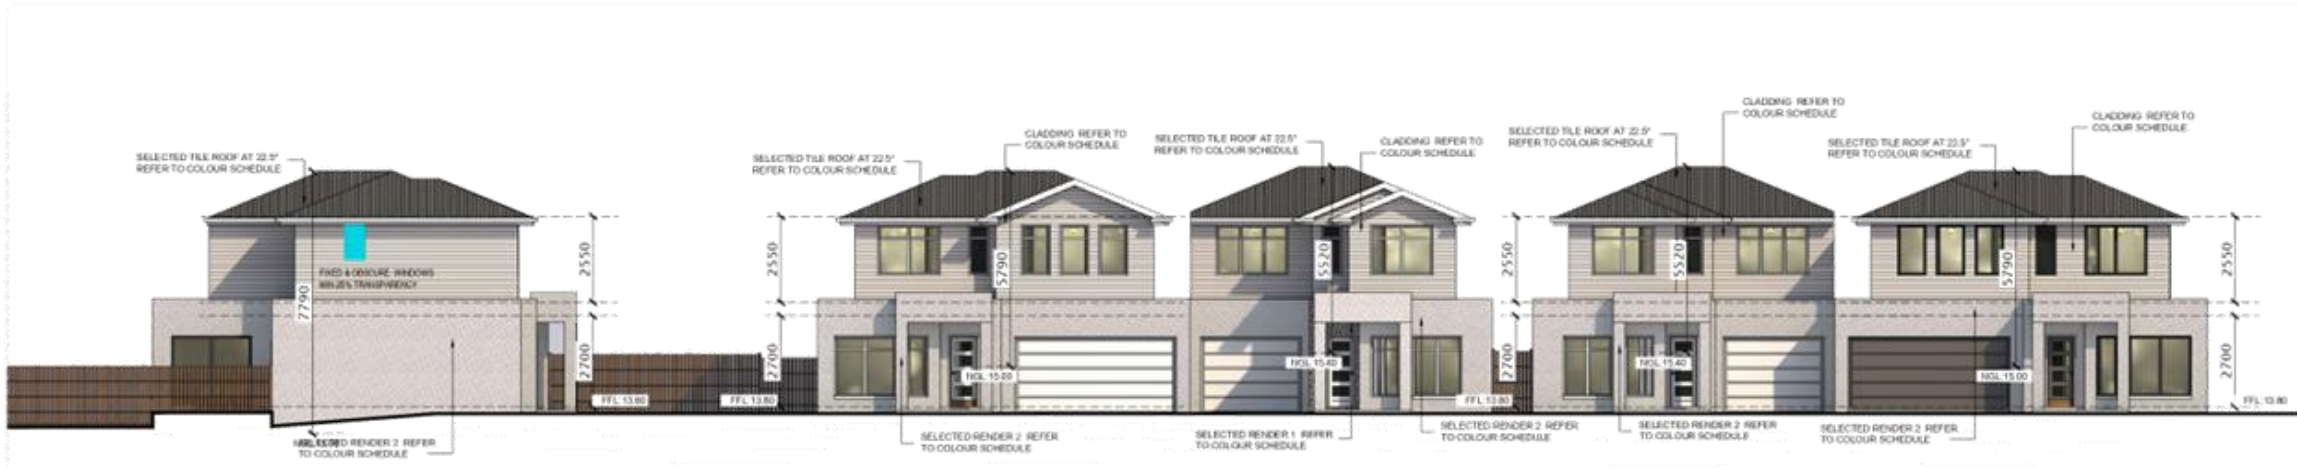 SELECTED TILE ROOF AT 22.5°
REFER TO COLOUR SCHEDULE
FIXED & OBSCURE WINDOWS
MIN 25% TRANSPARENCY
7790
2550
2700
FFL:13.80
RENDER 2 REFER
TO COLOUR SCHEDULE
SELECTED TILE ROOF AT 22.5°
REFER TO COLOUR SCHEDULE
CLADDING REFER TO
COLOUR SCHEDULE
2550
2700
FFL:13.80
5790
NGL:15.00
SELECTED RENDER 2 REFER
TO COLOUR SCHEDULE
SELECTED TILE ROOF AT 22.5°
REFER TO COLOUR SCHEDULE
CLADDING REFER TO
COLOUR SCHEDULE
5520
NGL:15.40
SELECTED RENDER 1 REFER
TO COLOUR SCHEDULE
SELECTED RENDER 2 REFER
TO COLOUR SCHEDULE
2550
2700
FFL:13.80
SELECTED TILE ROOF AT 22.5°
REFER TO COLOUR SCHEDULE
CLADDING REFER TO
COLOUR SCHEDULE
5520
NGL:15.40
SELECTED RENDER 2 REFER
TO COLOUR SCHEDULE
SELECTED TILE ROOF AT 22.5°
REFER TO COLOUR SCHEDULE
CLADDING REFER TO
COLOUR SCHEDULE
5790
NGL:15.00
SELECTED RENDER 2 REFER
TO COLOUR SCHEDULE
2550
2700
FFL:13.80